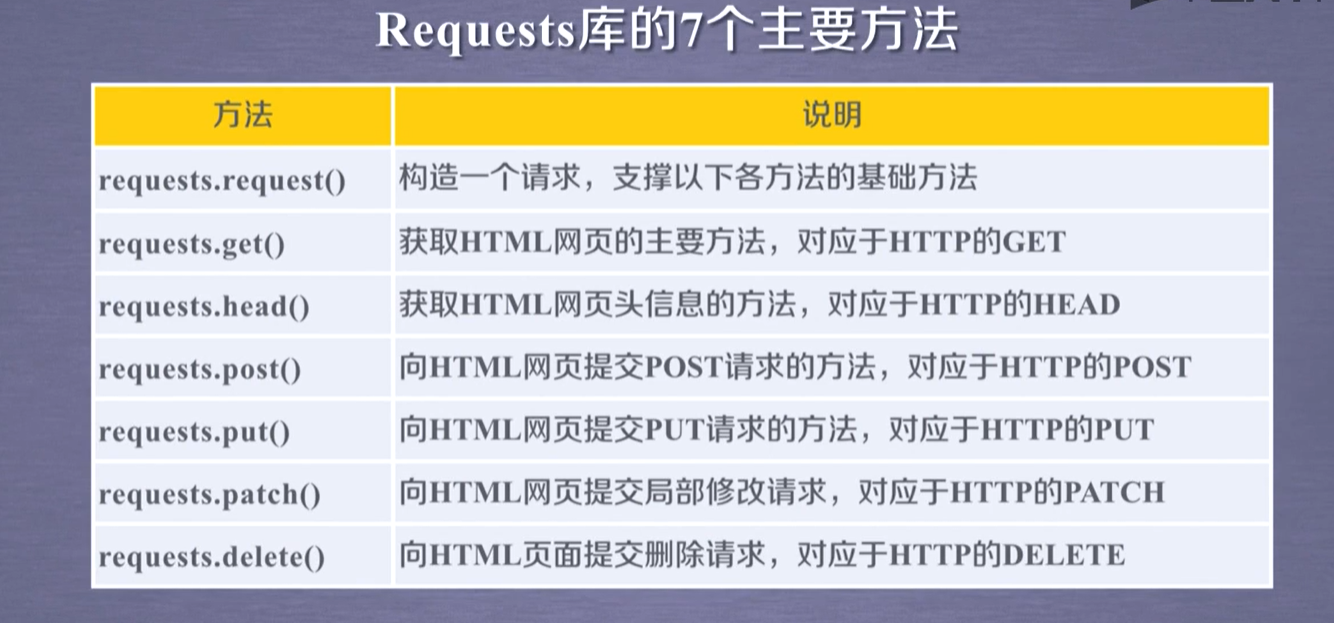 Requests库的7个主要方法
方法 说明
requests.request() 构造一个请求，支撑以下各方法的基础方法
requests.get() 获取HTML网页的主要方法，对应于HTTP的GET
requests.head() 获取HTML网页头信息的方法，对应于HTTP的HEAD
requests.post() 向HTML网页提交POST请求的方法，对应于HTTP的POST
requests.put() 向HTML网页提交PUT请求的方法，对应于HTTP的PUT
requests.patch() 向HTML网页提交局部修改请求，对应于HTTP的PATCH
requests.delete() 向HTML页面提交删除请求，对应于HTTP的DELETE